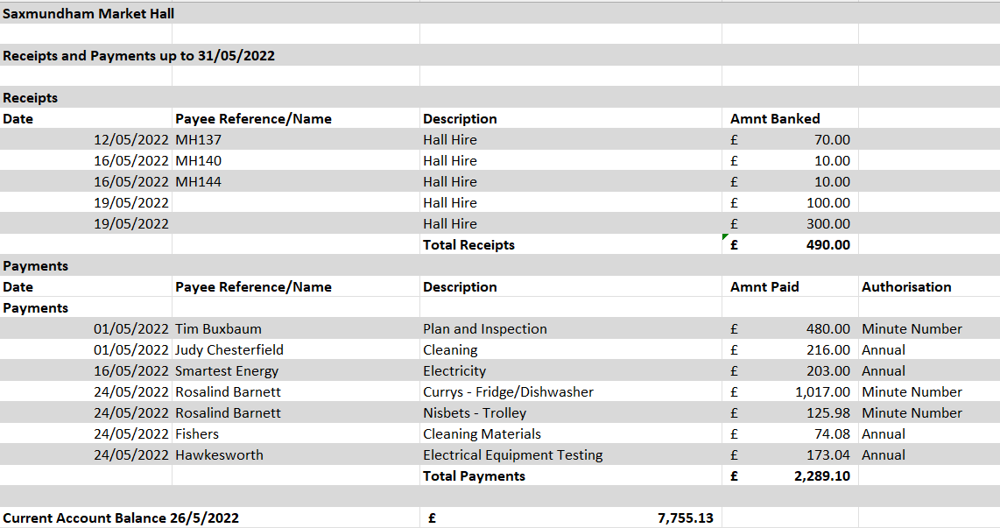 Saxmundham Market Hall
Receipts and Payments up to 31/05/2022
Receipts
Date Payee Reference/Name Description Amnt Banked
12/05/2022 MH137 Hall Hire £ 70.00
16/05/2022 MH140 Hall Hire £ 10.00
16/05/2022 MH144 Hall Hire £ 10.00
19/05/2022 Hall Hire £ 100.00
19/05/2022 Hall Hire £ 300.00
Total Receipts £ 490.00
Payments
Date Payee Reference/Name Description Amnt Paid Authorisation
Payments
01/05/2022 Tim Buxbaum Plan and Inspection £ 480.00 Minute Number
01/05/2022 Judy Chesterfield Cleaning £ 216.00 Annual
16/05/2022 Smartest Energy Electricity £ 203.00 Annual
24/05/2022 Rosalind Barnett Currys - Fridge/Dishwasher £ 1,017.00 Minute Number
24/05/2022 Rosalind Barnett Nisbets - Trolley £ 125.98 Minute Number
24/05/2022 Fishers Cleaning Materials £ 74.08 Annual
24/05/2022 Hawkesworth Electrical Equipment Testing £ 173.04 Annual
Total Payments £ 2,289.10
Current Account Balance 26/5/2022 £ 7,755.13